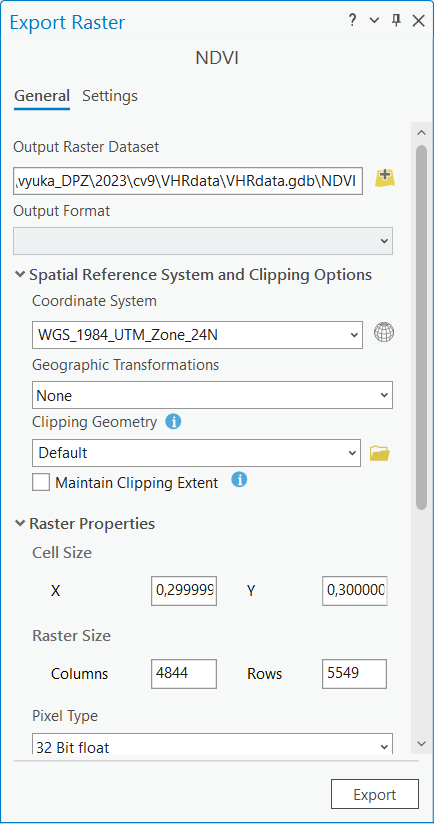 Export Raster
NDVI
General Settings
Output Raster Dataset
\vyuka_DPZ\2023\cv9\VHRdata\VHRdata.gdb\NDVI
Output Format
Spatial Reference System and Clipping Options
Coordinate System
WGS_1984_UTM_Zone_24N
Geographic Transformations
None
Clipping Geometry
Default
Maintain Clipping Extent
Raster Properties
Cell Size
X 0,299999 Y 0,300000
Raster Size
Columns 4844 Rows 5549
Pixel Type
32 Bit float
Export